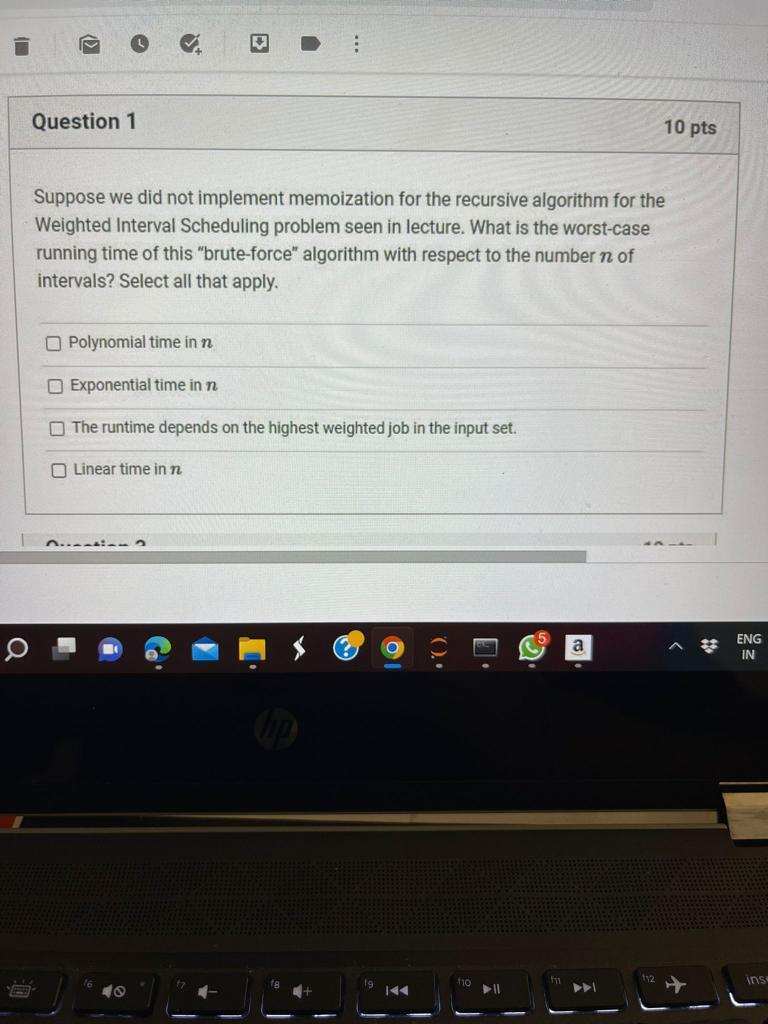 Question 1
10 pts
Suppose we did not implement memoization for the recursive algorithm for the
Weighted Interval Scheduling problem seen in lecture. What is the worst-case
running time of this “brute-force” algorithm with respect to the number n of
intervals? Select all that apply.
Polynomial time in n
Exponential time in n
The runtime depends on the highest weighted job in the input set.
Linear time in n
5
a
ENG
IN
hp
f6
f7
f8
f9
f10
f11
f12